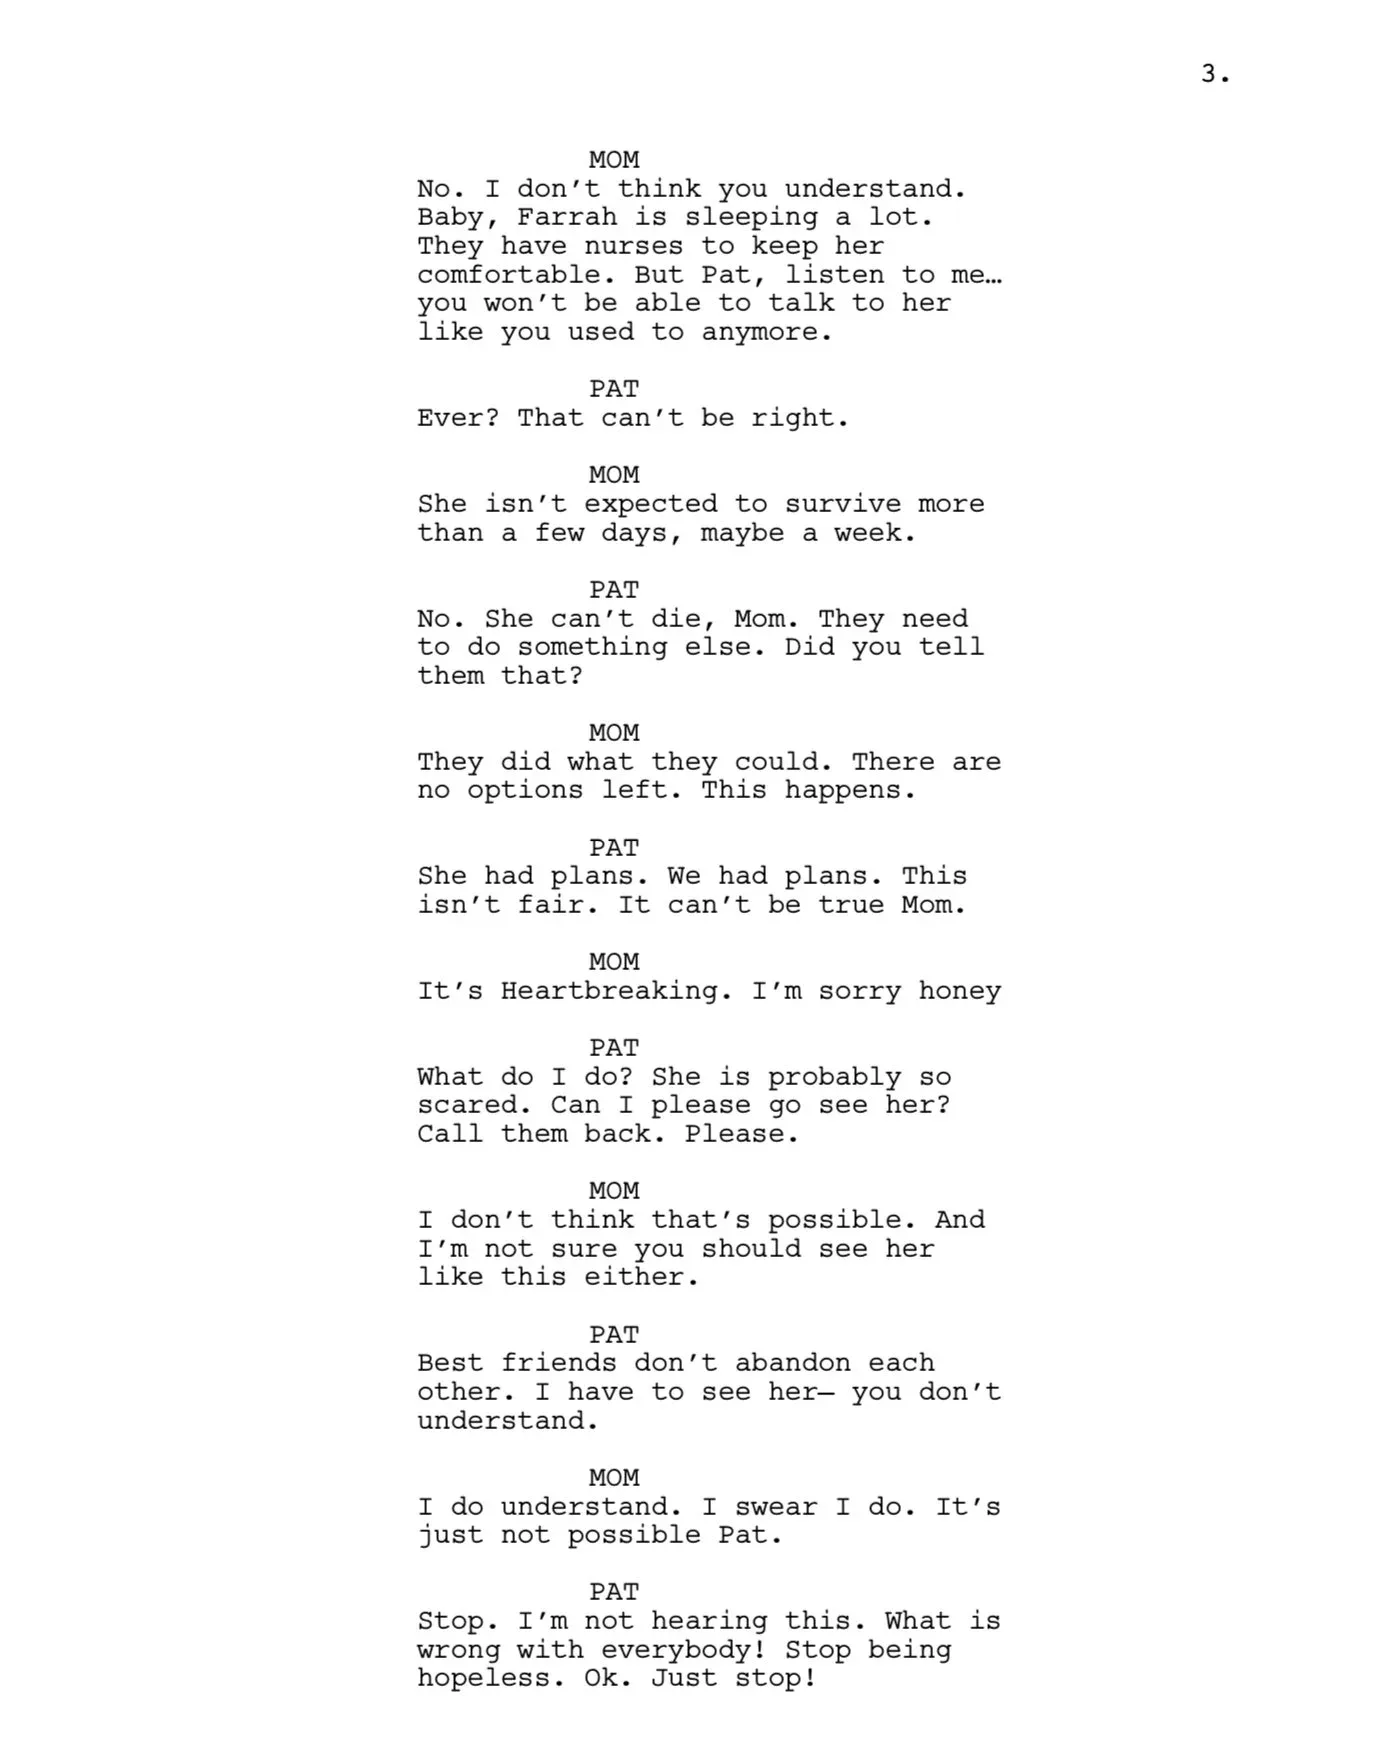 3.
MOM
No. I don’t think you understand.
Baby, Farrah is sleeping a lot.
They have nurses to keep her
comfortable. But Pat, listen to me…
you won’t be able to talk to her
like you used to anymore.
PAT
Ever? That can’t be right.
MOM
She isn’t expected to survive more
than a few days, maybe a week.
PAT
No. She can’t die, Mom. They need
to do something else. Did you tell
them that?
MOM
They did what they could. There are
no options left. This happens.
PAT
She had plans. We had plans. This
isn’t fair. It can’t be true Mom.
MOM
It’s Heartbreaking. I’m sorry honey
PAT
What do I do? She is probably so
scared. Can I please go see her?
Call them back. Please.
MOM
I don’t think that’s possible. And
I’m not sure you should see her
like this either.
PAT
Best friends don’t abandon each
other. I have to see her— you don’t
understand.
MOM
I do understand. I swear I do. It’s
just not possible Pat.
PAT
Stop. I’m not hearing this. What is
wrong with everybody! Stop being
hopeless. Ok. Just stop!